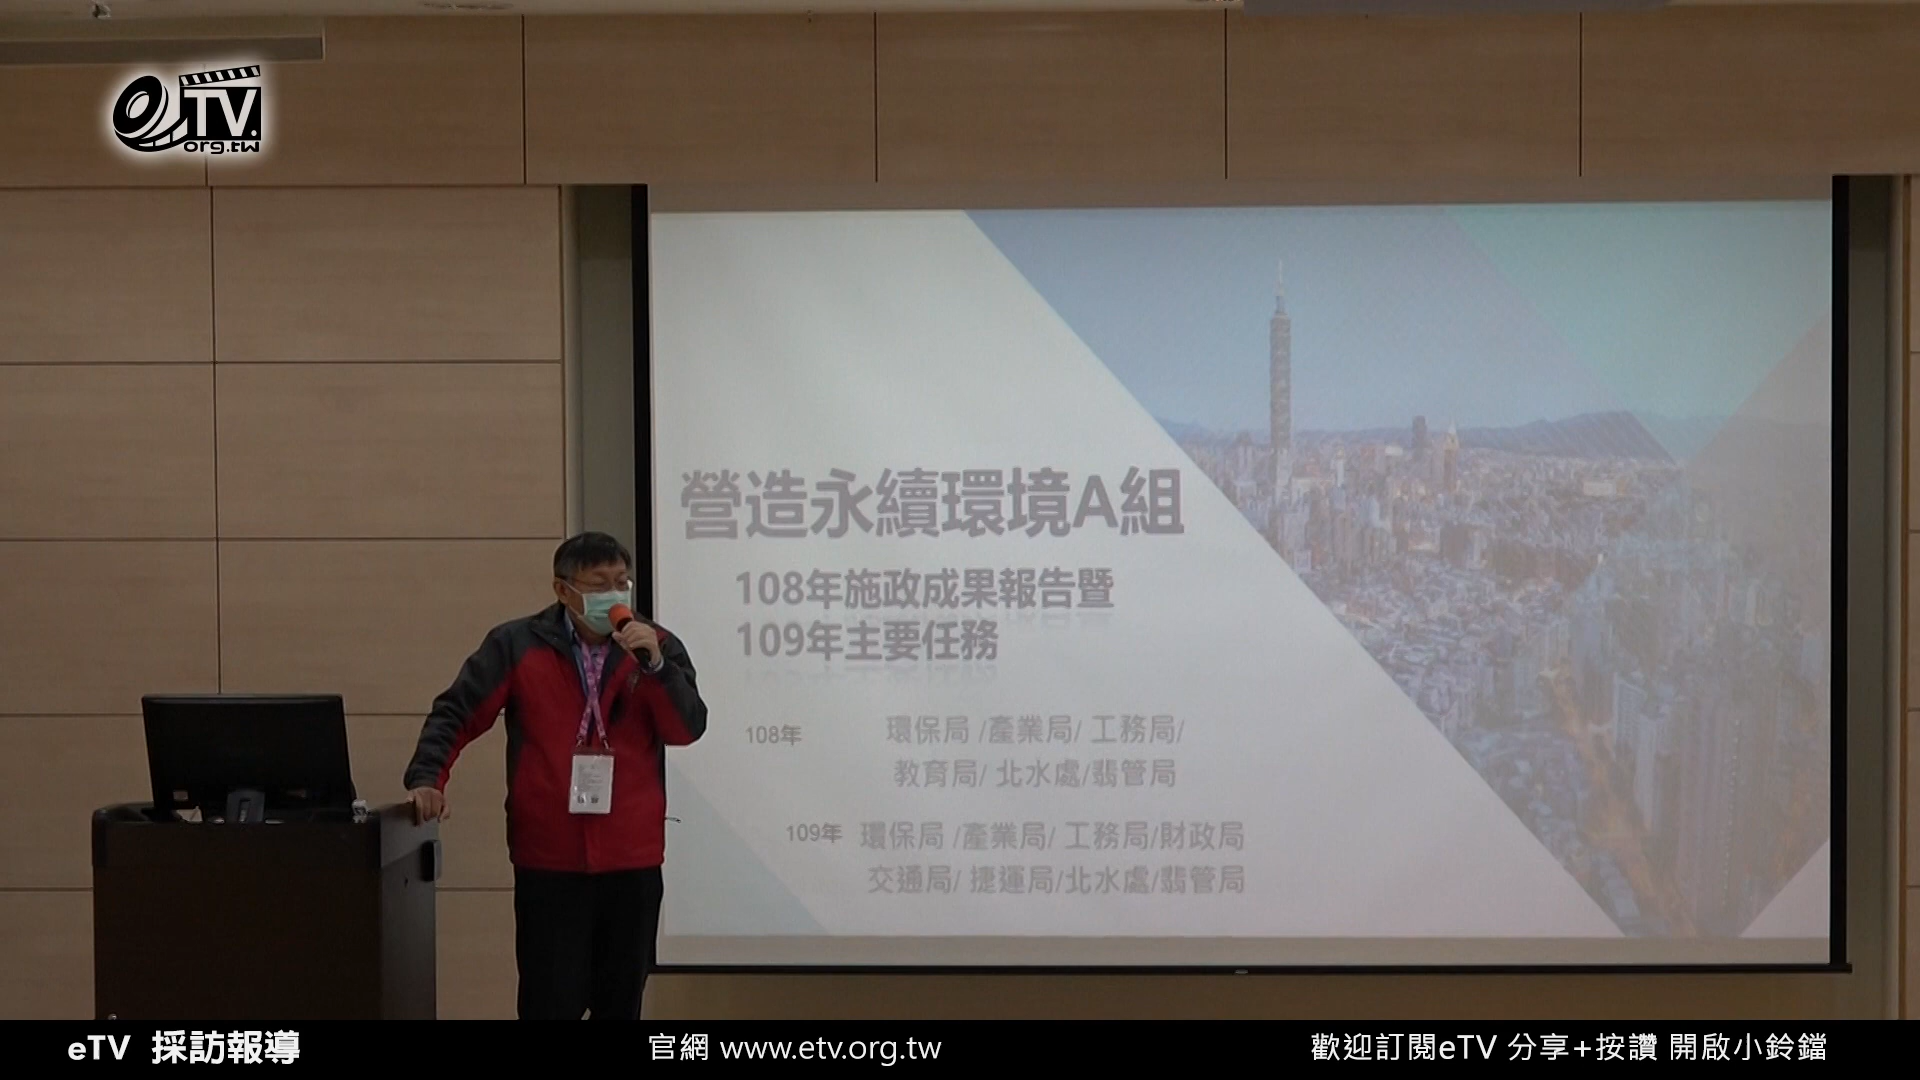 eTV.
org.tw
營造永續環境A組
108年施政成果報告暨
109年主要任務
108年 環保局 /產業局/ 工務局/
教育局/ 北水處/翡管局
109年 環保局 /產業局/ 工務局/財政局
交通局/ 捷運局/北水處/翡管局
eTV 採訪報導 官網 www.etv.org.tw 歡迎訂閱eTV 分享+按讚 開啟小鈴鐺